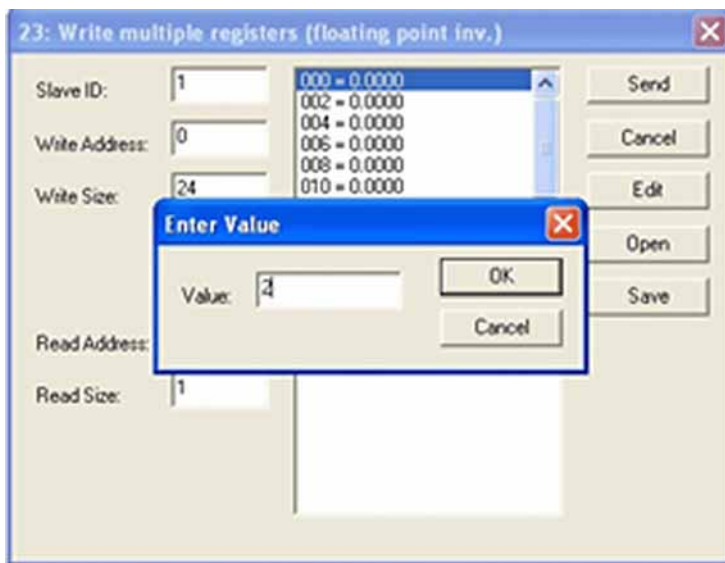 23: Write multiple registers (floating point inv.)
Slave ID: 1
Write Address: 0
Write Size: 24
000 = 0.0000
002 = 0.0000
004 = 0.0000
006 = 0.0000
008 = 0.0000
010 = 0.0000
Send
Cancel
Edit
Open
Save
Enter Value
Value: 2
OK
Cancel
Read Address:
Read Size: 1